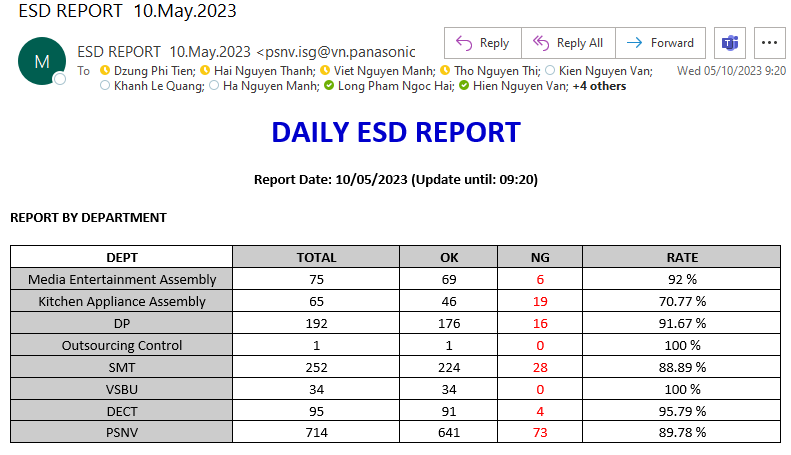 ESD REPORT 10.May.2023
M
ESD REPORT 10.May.2023 <psnv.isg@vn.panasonic
Reply
Reply All
Forward
To Dzung Phi Tien; Hai Nguyen Thanh; Viet Nguyen Manh; Tho Nguyen Thi; Kien Nguyen Van;
Wed 05/10/2023 9:20
Khanh Le Quang; Ha Nguyen Manh; Long Pham Ngoc Hai; Hien Nguyen Van; +4 others
DAILY ESD REPORT
Report Date: 10/05/2023 (Update until: 09:20)
REPORT BY DEPARTMENT
DEPT TOTAL OK NG RATE
Media Entertainment Assembly 75 69 6 92 %
Kitchen Appliance Assembly 65 46 19 70.77 %
DP 192 176 16 91.67 %
Outsourcing Control 1 1 0 100 %
SMT 252 224 28 88.89 %
VSBU 34 34 0 100 %
DECT 95 91 4 95.79 %
PSNV 714 641 73 89.78 %